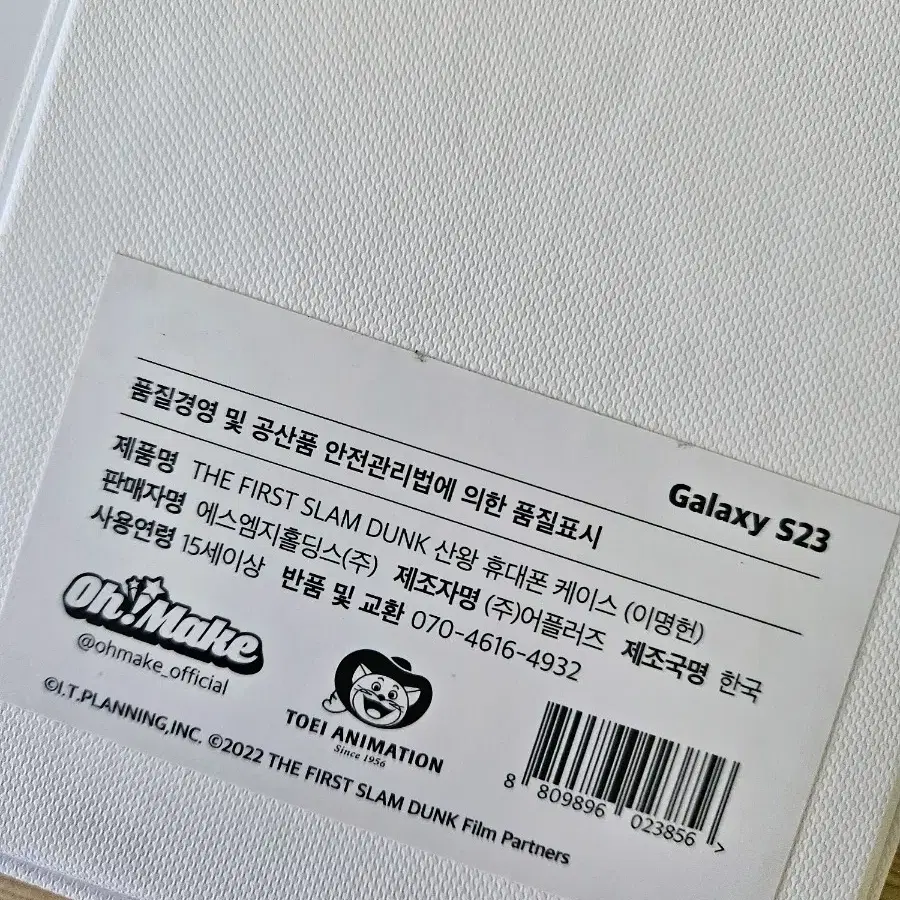 품질경영 및 공산품 안전관리법에 의한 품질표시
Galaxy S23
제품명 THE FIRST SLAM DUNK 산왕 휴대폰 케이스 (이명헌)
판매자명 에스엠지홀딩스(주) 제조자명 (주)어플러즈 제조국명 한국
사용연령 15세이상 반품 및 교환 070-4616-4932
Oh!Make
@ohmake_official
TOEI ANIMATION
Since 1956
©I.T.PLANNING,INC. ©2022 THE FIRST SLAM DUNK Film Partners
8 809896 023856 >